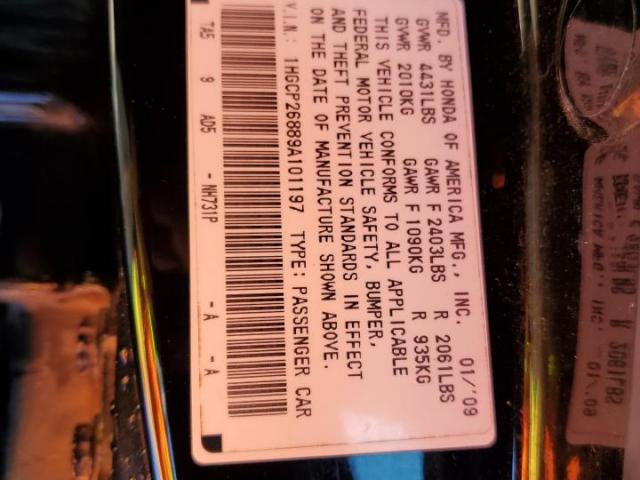 MFD. BY HONDA OF AMERICA MFG., INC. 01/'09
GVWR 4431LBS GAWR F 2403LBS R 2061LBS
GVWR 2010KG GAWR F 1090KG R 935KG
THIS VEHICLE CONFORMS TO ALL APPLICABLE
FEDERAL MOTOR VEHICLE SAFETY, BUMPER,
AND THEFT PREVENTION STANDARDS IN EFFECT
ON THE DATE OF MANUFACTURE SHOWN ABOVE.
V.I.N.: 1HGCP26889A101197 TYPE: PASSENGER CAR
TA5 9 AD5 - NH731P - A - A